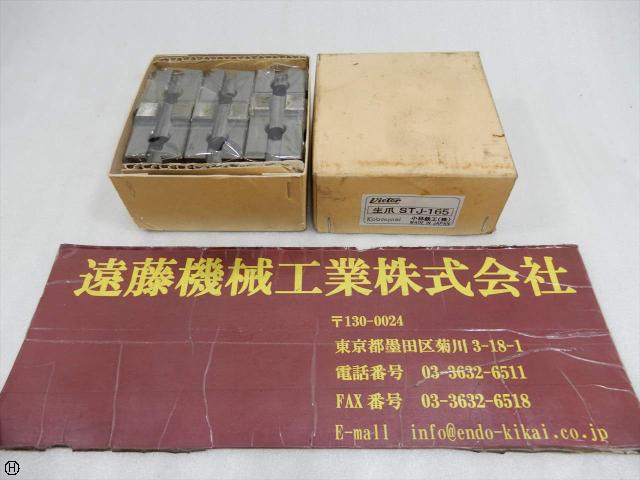 Victor
生爪 STJ-165
Kobayashi 小林鉄工(株)
MADE IN JAPAN
遠藤機械工業株式会社
〒130-0024
東京都墨田区菊川 3-18-1
電話番号 03-3632-6511
FAX 番号 03-3632-6518
E-mail info@endo-kikai.co.jp
H